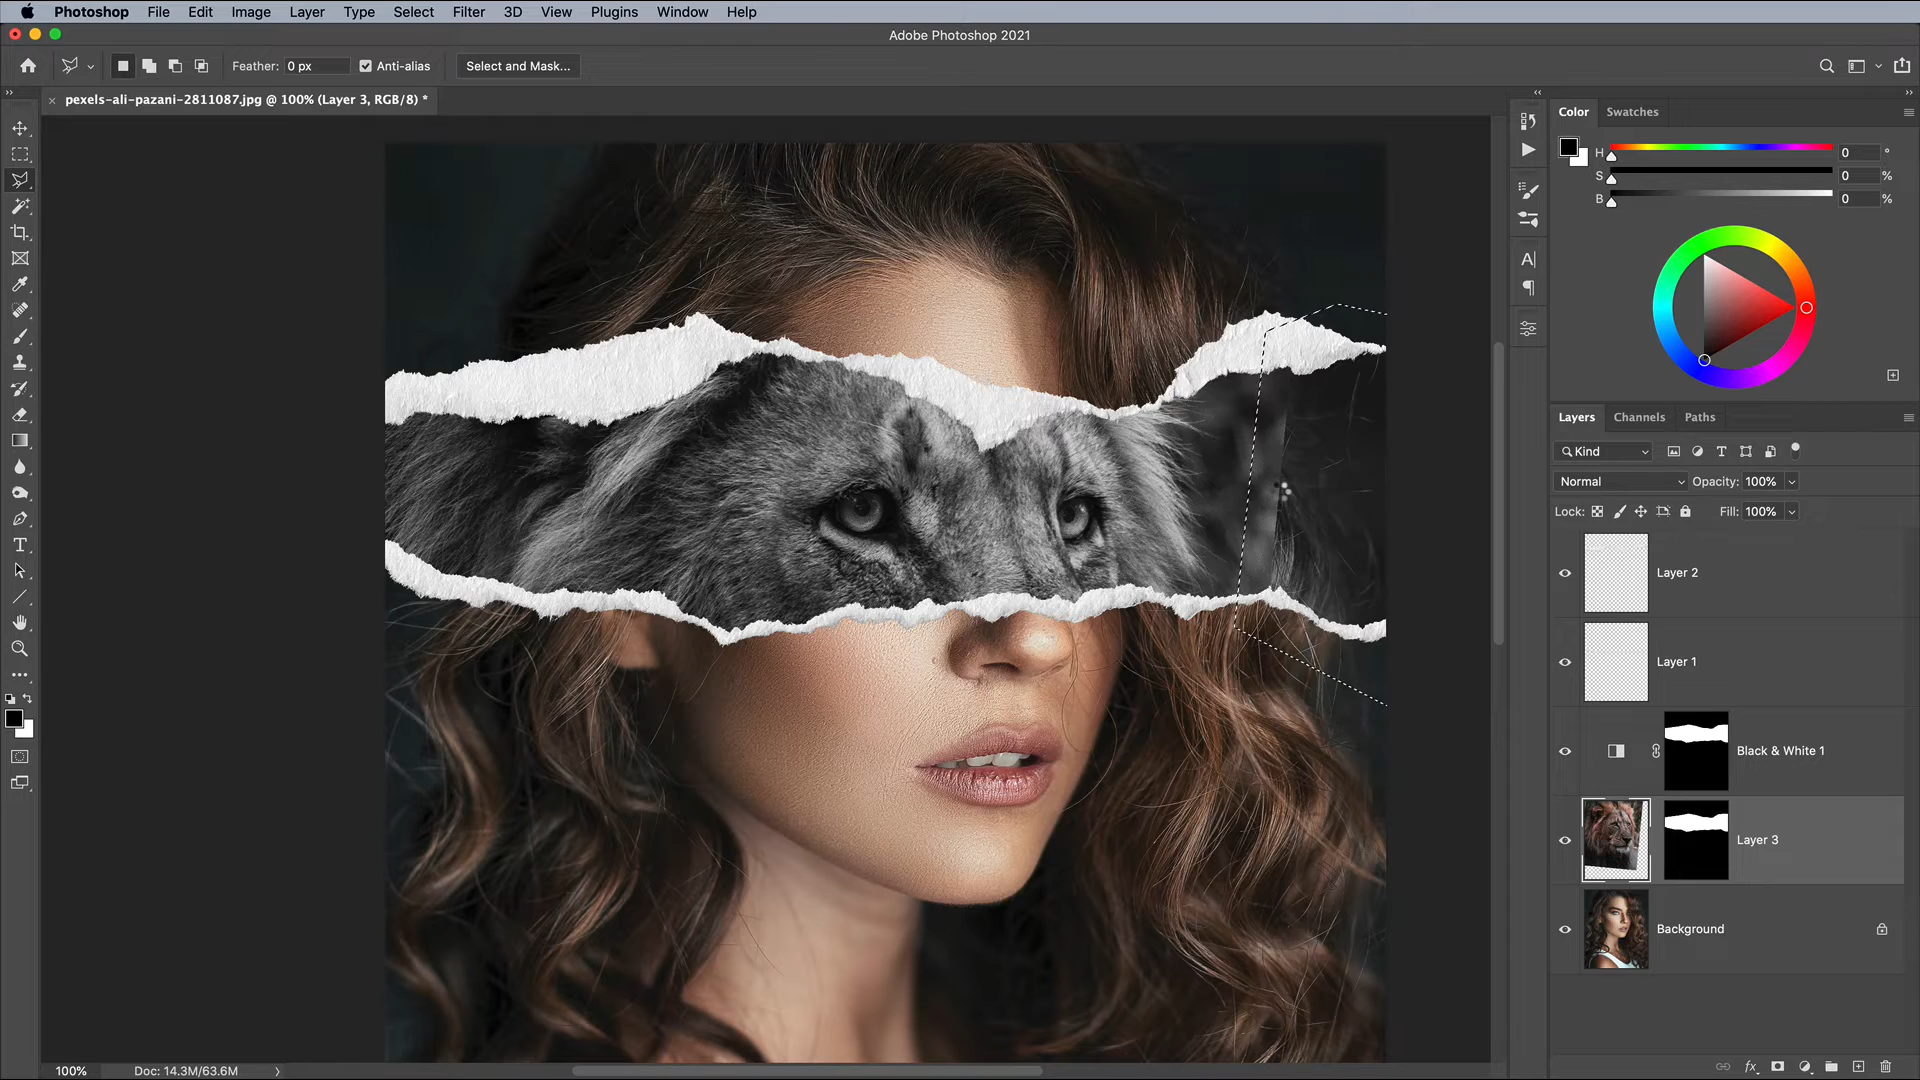 Photoshop File Edit Image Layer Type Select Filter 3D View Plugins Window Help
Adobe Photoshop 2021
Feather: 0 px Anti-alias Select and Mask...
pexels-ali-pazani-2811087.jpg @ 100% (Layer 3, RGB/8) *
Color Swatches
H 0 °
S 0 %
B 0 %
Layers Channels Paths
Kind
Normal Opacity: 100%
Lock: Fill: 100%
Layer 2
Layer 1
Black & White 1
Layer 3
Background
100% Doc: 14.3M/63.6M